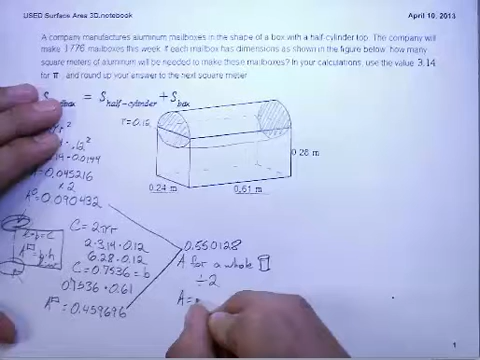 USED Surface Area 3D.notebook
April 10, 2013
A company manufactures aluminum mailboxes in the shape of a box with a half-cylinder top. The company will
make 1776 mailboxes this week. If each mailbox has dimensions as shown in the figure below, how many
square meters of aluminum will be needed to make these mailboxes? In your calculations, use the value 3.14
for π, and round up your answer to the next square meter
= S half-cylinder + S box
r=0.12
0.28 m
0.24 m
0.61 m
.12²
0.0144
A=0.045216
×2
A=0.090432
C=2πr
2·3.14·0.12
6.28·0.12
C=0.7536=b
0.7536·0.61
A=0.459696
A=b·h
0.550128
A for a whole
÷2
A=
1